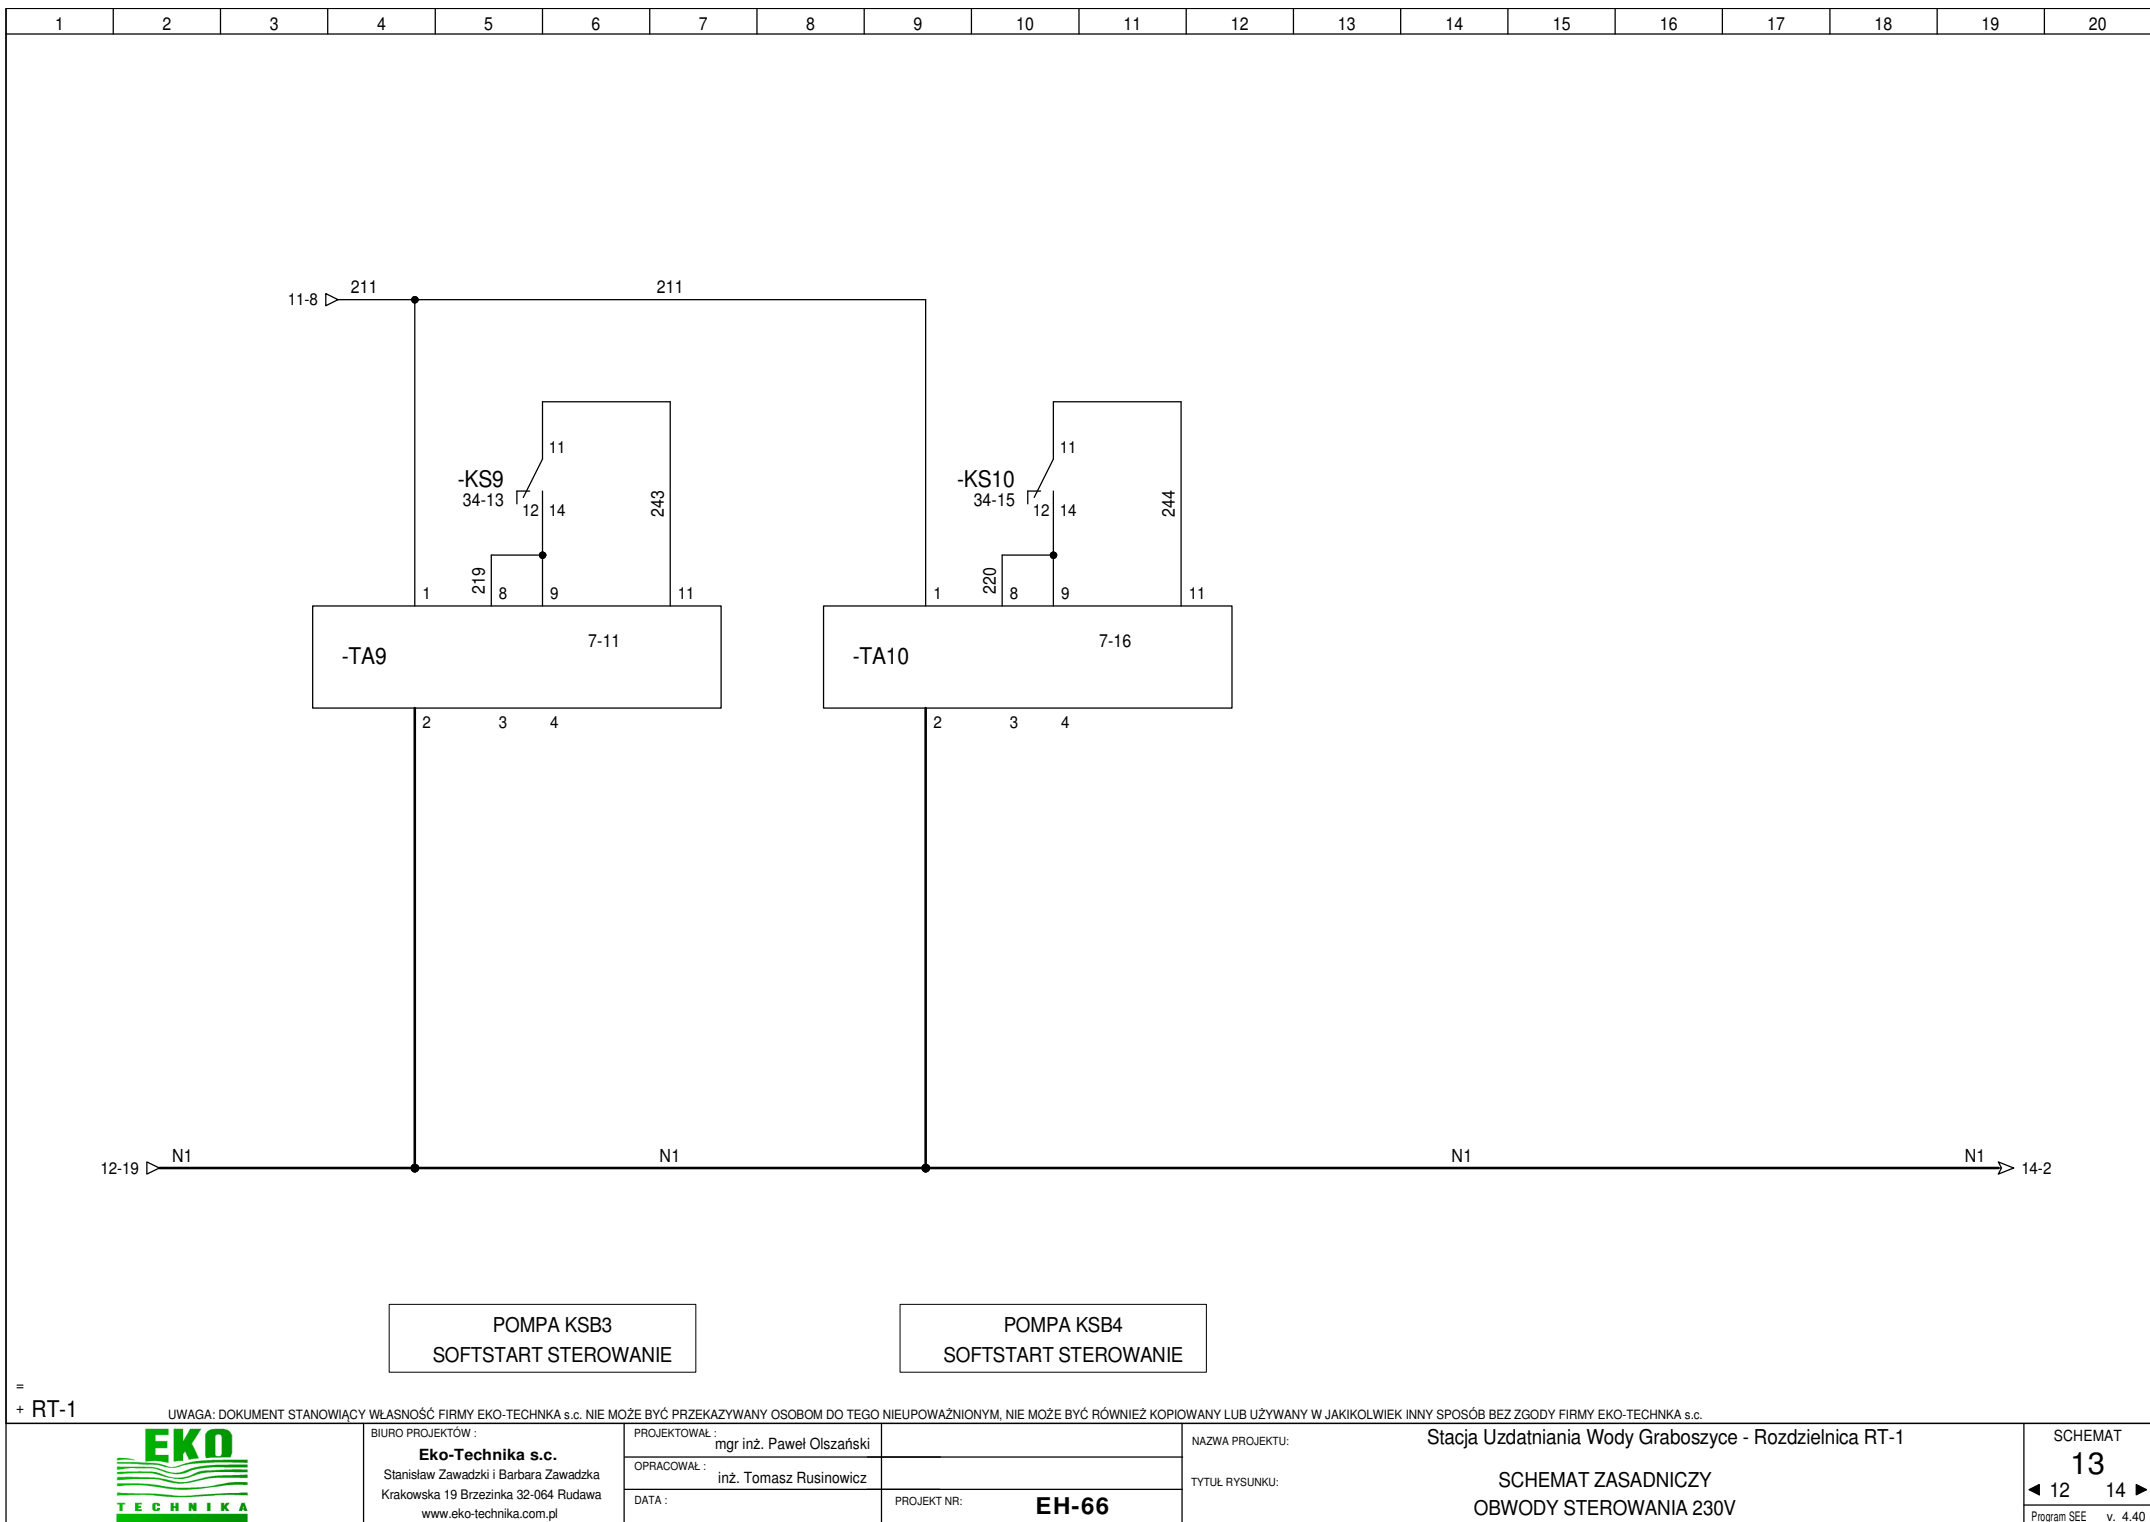 1 2 3 4 5 6 7 8 9 10 11 12 13 14 15 16 17 18 19 20
11-8 211 211
11 11
-KS9 -KS10
34-13 34-15
12 14 243 12 14 244
219 220
1 8 9 11 1 8 9 11
7-11 7-16
-TA9 -TA10
2 3 4 2 3 4
12-19 N1 N1 N1 N1 14-2
POMPA KSB3
SOFTSTART STEROWANIE
POMPA KSB4
SOFTSTART STEROWANIE
=
+ RT-1
UWAGA: DOKUMENT STANOWIĄCY WŁASNOŚĆ FIRMY EKO-TECHNKA s.c. NIE MOŻE BYĆ PRZEKAZYWANY OSOBOM DO TEGO NIEUPOWAŻNIONYM, NIE MOŻE BYĆ RÓWNIEŻ KOPIOWANY LUB UŻYWANY W JAKIKOLWIEK INNY SPOSÓB BEZ ZGODY FIRMY EKO-TECHNKA s.c.
EKO
TECHNIKA
BIURO PROJEKTÓW :
Eko-Technika s.c.
Stanisław Zawadzki i Barbara Zawadzka
Krakowska 19 Brzezinka 32-064 Rudawa
www.eko-technika.com.pl
PROJEKTOWAŁ :
mgr inż. Paweł Olszański
OPRACOWAŁ :
inż. Tomasz Rusinowicz
DATA :
PROJEKT NR: EH-66
NAZWA PROJEKTU: Stacja Uzdatniania Wody Graboszyce - Rozdzielnica RT-1
TYTUŁ RYSUNKU: SCHEMAT ZASADNICZY
OBWODY STEROWANIA 230V
SCHEMAT
13
◄ 12 14 ►
Program SEE v. 4.40